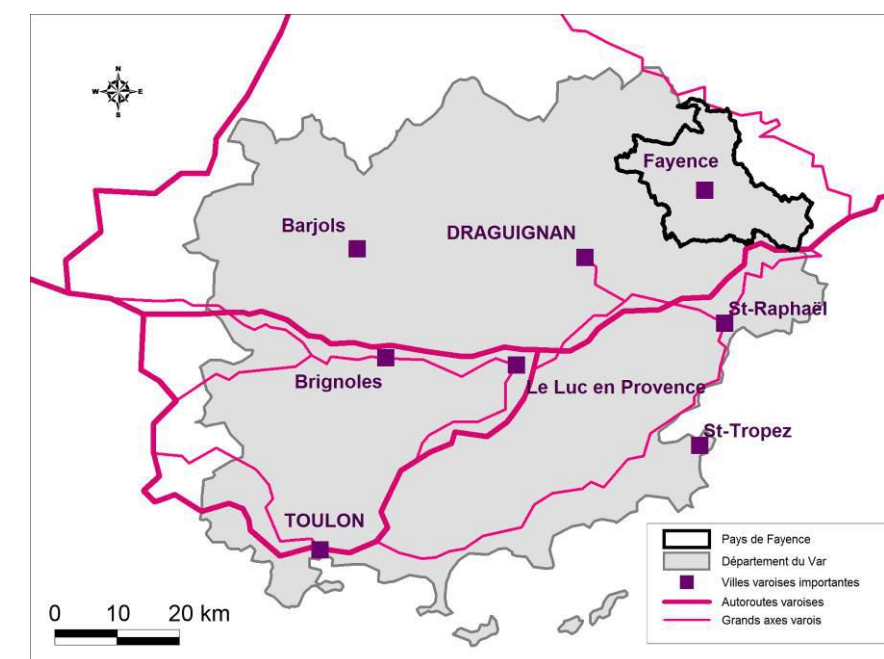 N
W E
S
Fayence
Barjols
DRAGUIGNAN
St-Raphaël
Brignoles
Le Luc en Provence
St-Tropez
TOULON
0 10 20 km
Pays de Fayence
Département du Var
Villes varoises importantes
Autoroutes varoises
Grands axes varois